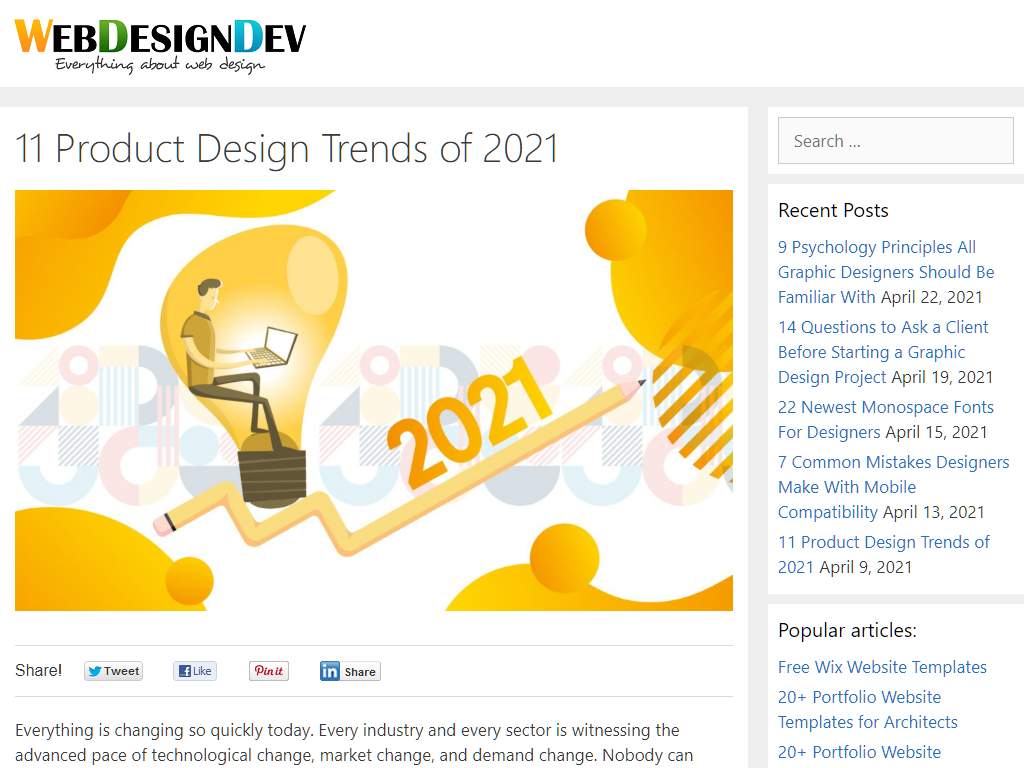 WEBDESIGNDEV
Everything about web design
11 Product Design Trends of 2021
2021
Share!
Tweet
Like
Pin it
in Share
Everything is changing so quickly today. Every industry and every sector is witnessing the
advanced pace of technological change, market change, and demand change. Nobody can
Search ...
Recent Posts
9 Psychology Principles All
Graphic Designers Should Be
Familiar With April 22, 2021
14 Questions to Ask a Client
Before Starting a Graphic
Design Project April 19, 2021
22 Newest Monospace Fonts
For Designers April 15, 2021
7 Common Mistakes Designers
Make With Mobile
Compatibility April 13, 2021
11 Product Design Trends of
2021 April 9, 2021
Popular articles:
Free Wix Website Templates
20+ Portfolio Website
Templates for Architects
20+ Portfolio Website